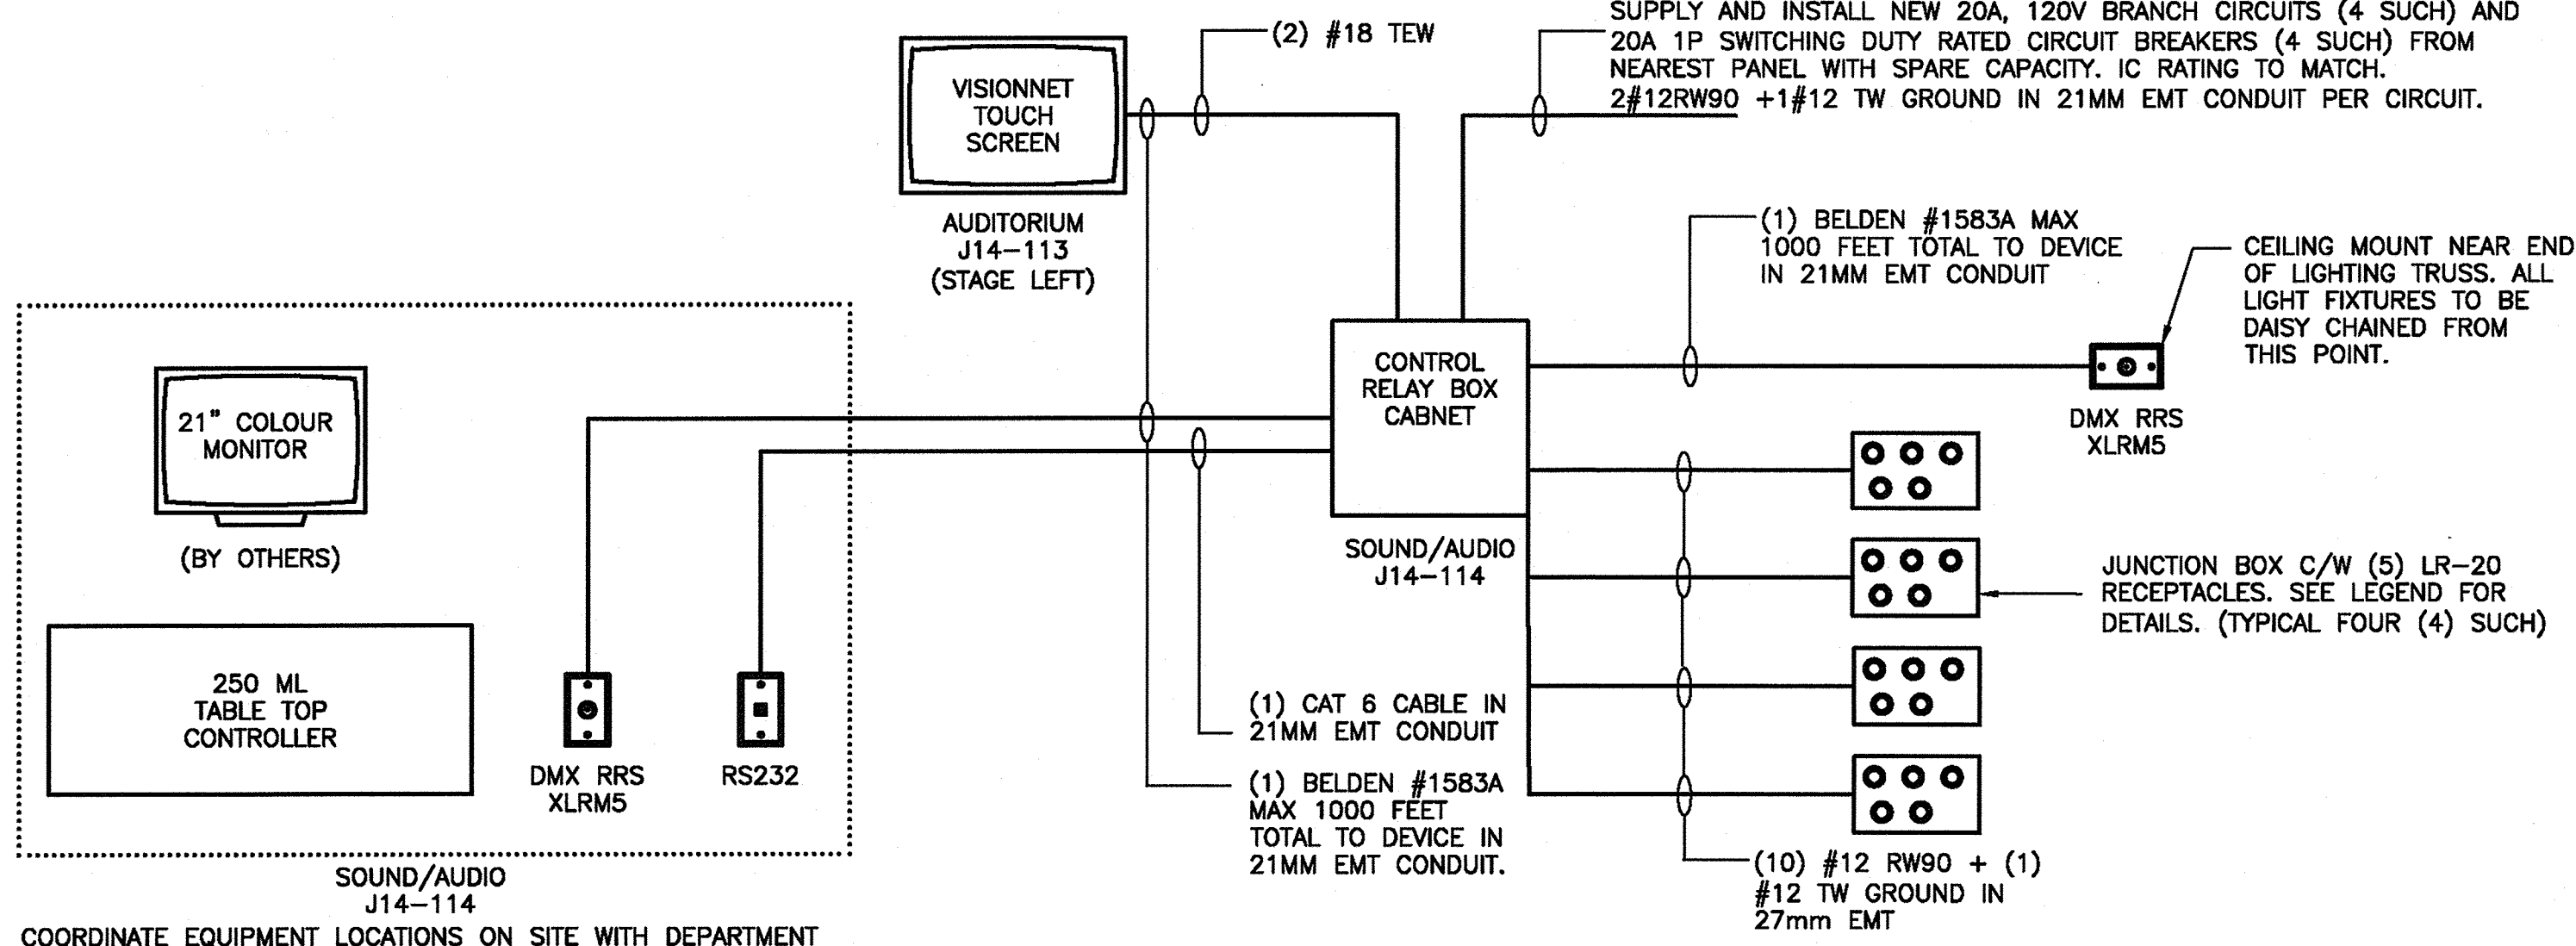 SUPPLY AND INSTALL NEW 20A, 120V BRANCH CIRCUITS (4 SUCH) AND
20A 1P SWITCHING DUTY RATED CIRCUIT BREAKERS (4 SUCH) FROM
NEAREST PANEL WITH SPARE CAPACITY. IC RATING TO MATCH.
2#12RW90 +1#12 TW GROUND IN 21MM EMT CONDUIT PER CIRCUIT.
(2) #18 TEW
VISIONNET
TOUCH
SCREEN
AUDITORIUM
J14-113
(STAGE LEFT)
(1) BELDEN #1583A MAX
1000 FEET TOTAL TO DEVICE
IN 21MM EMT CONDUIT
CEILING MOUNT NEAR END
OF LIGHTING TRUSS. ALL
LIGHT FIXTURES TO BE
DAISY CHAINED FROM
THIS POINT.
CONTROL
RELAY BOX
CABNET
SOUND/AUDIO
J14-114
DMX RRS
XLRM5
21" COLOUR
MONITOR
(BY OTHERS)
JUNCTION BOX C/W (5) LR-20
RECEPTACLES. SEE LEGEND FOR
DETAILS. (TYPICAL FOUR (4) SUCH)
250 ML
TABLE TOP
CONTROLLER
DMX RRS
XLRM5
RS232
(1) CAT 6 CABLE IN
21MM EMT CONDUIT
(1) BELDEN #1583A
MAX 1000 FEET
TOTAL TO DEVICE IN
21MM EMT CONDUIT.
(10) #12 RW90 + (1)
#12 TW GROUND IN
27mm EMT
SOUND/AUDIO
J14-114
COORDINATE EQUIPMENT LOCATIONS ON SITE WITH DEPARTMENT